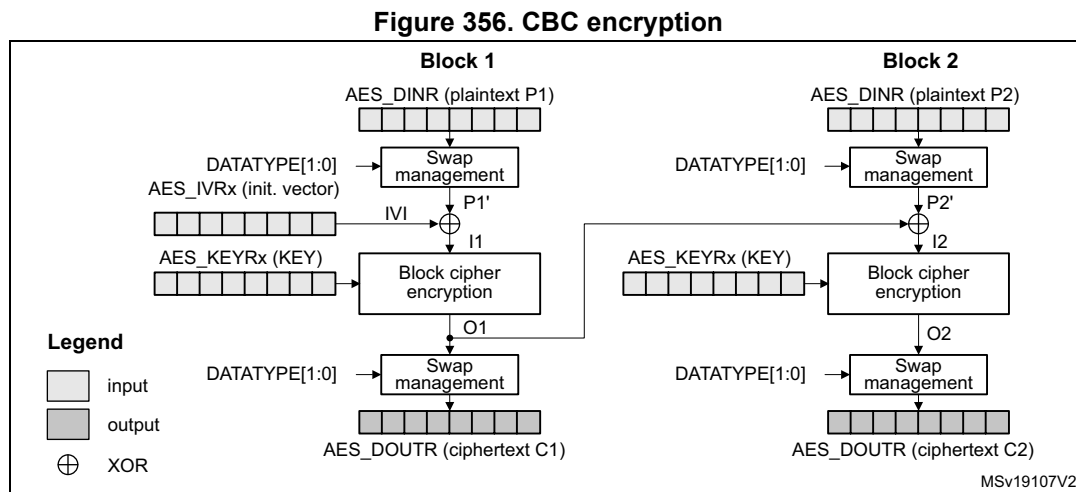 Figure 356. CBC encryption
Block 1
Block 2
AES_DINR (plaintext P1)
AES_DINR (plaintext P2)
DATATYPE[1:0]
Swap
management
DATATYPE[1:0]
Swap
management
AES_IVRx (init. vector)
P1'
P2'
IVI
I1
I2
AES_KEYRx (KEY)
Block cipher
encryption
AES_KEYRx (KEY)
Block cipher
encryption
O1
O2
Legend
DATATYPE[1:0]
Swap
management
DATATYPE[1:0]
Swap
management
input
output
AES_DOUTR (ciphertext C1)
AES_DOUTR (ciphertext C2)
XOR
MSv19107V2